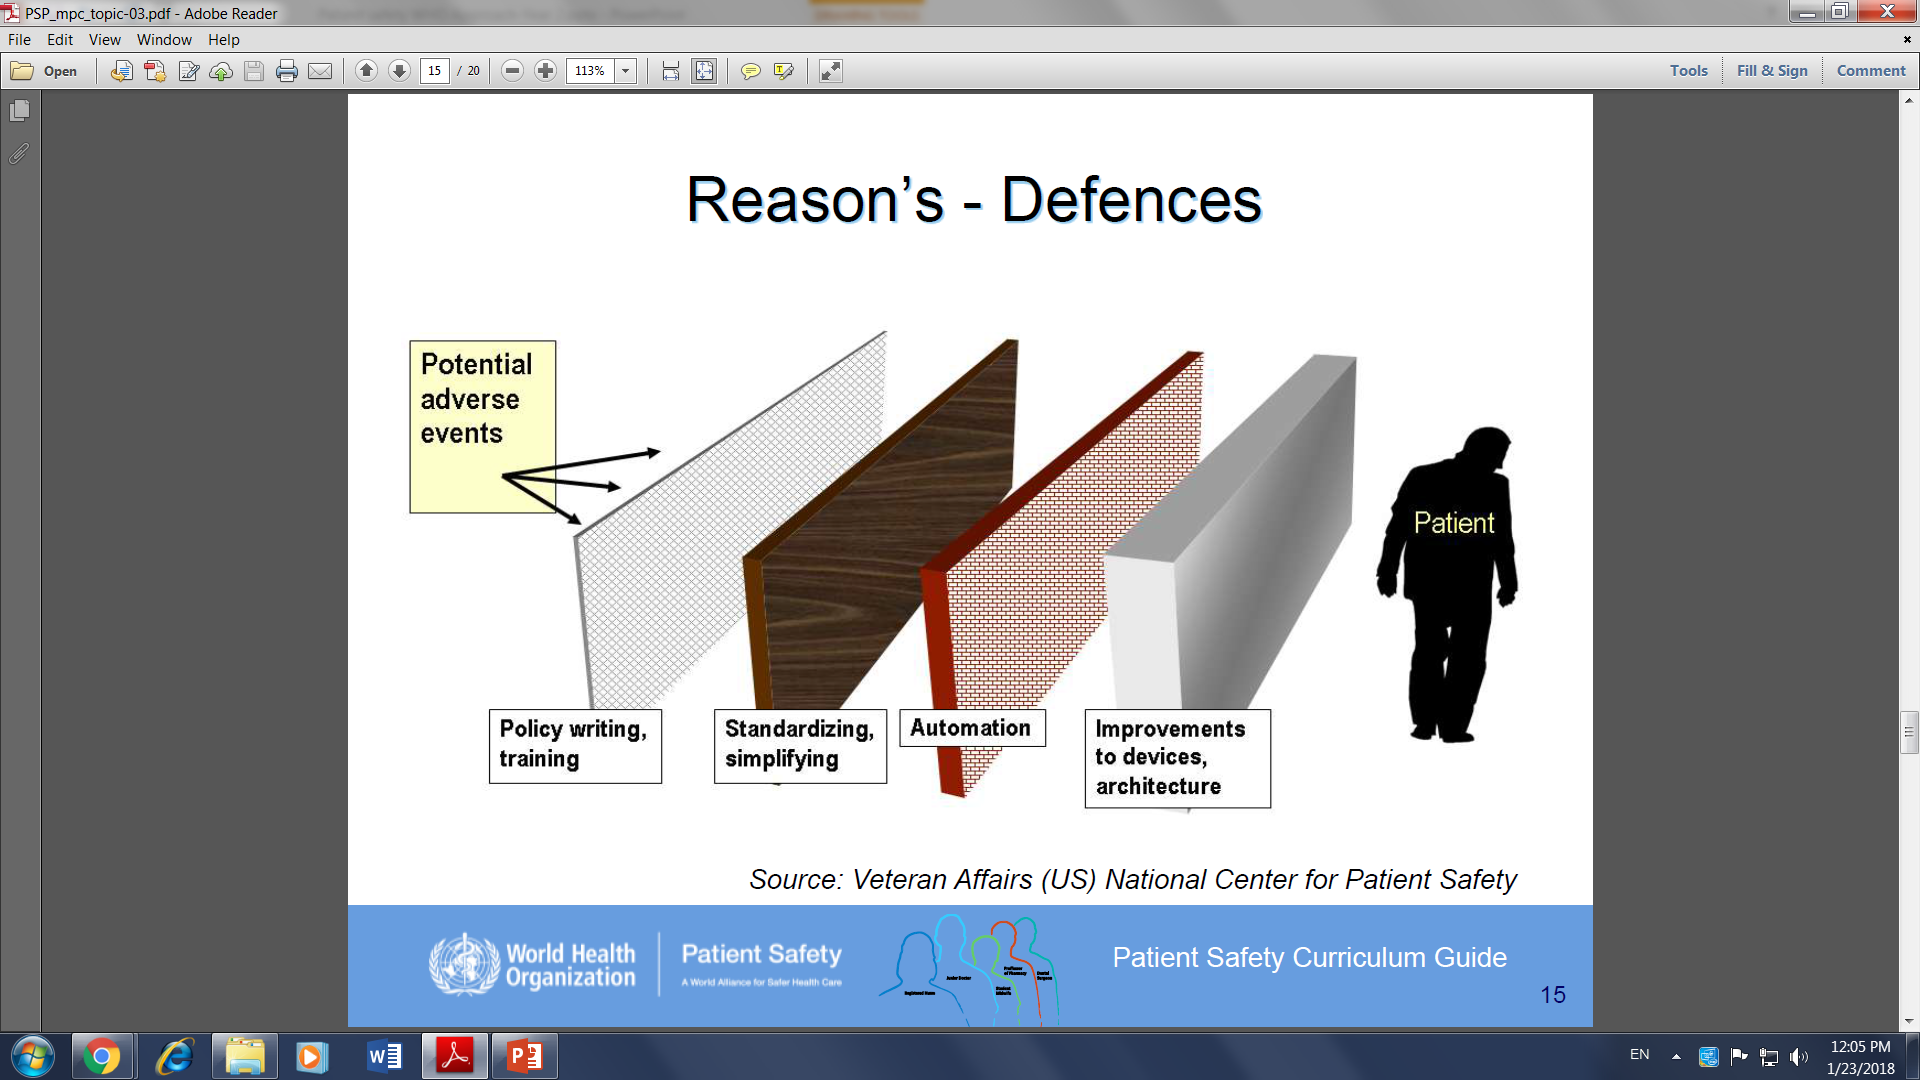 PSP_mpc_topic-03.pdf - Adobe Reader
File Edit View Window Help
Open 15 / 20 113% Tools Fill & Sign Comment
Reason's - Defences
Potential
adverse
events
Patient
Policy writing,
training
Standardizing,
simplifying
Automation
Improvements
to devices,
architecture
Source: Veteran Affairs (US) National Center for Patient Safety
World Health
Organization
Patient Safety
A World Alliance for Safer Health Care
Patient Safety Curriculum Guide
15
EN
12:05 PM
1/23/2018